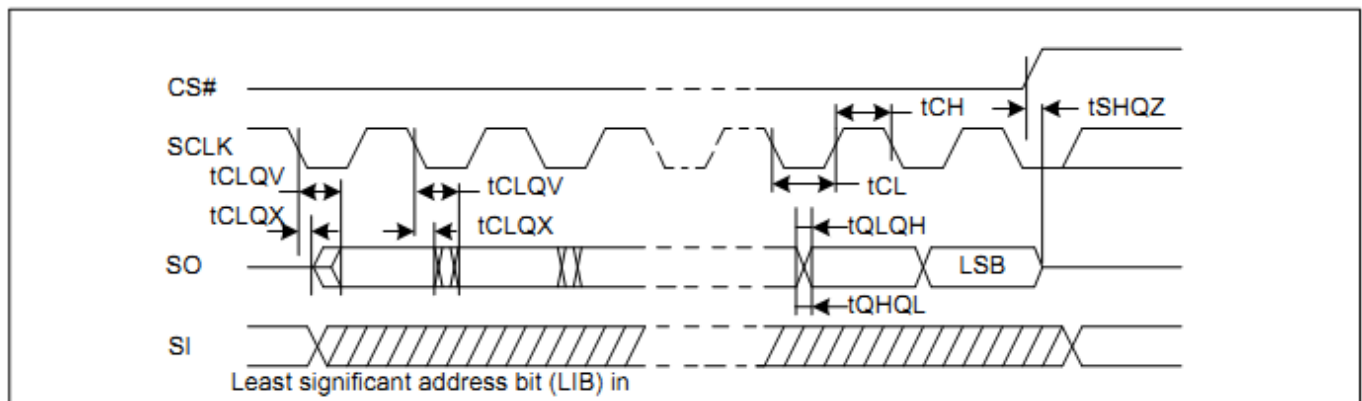 CS#
tCH
tSHQZ
SCLK
tCLQV
tCLQV
tCL
tCLQX
tCLQX
tQLQH
SO
LSB
tQHQL
SI
Least significant address bit (LIB) in